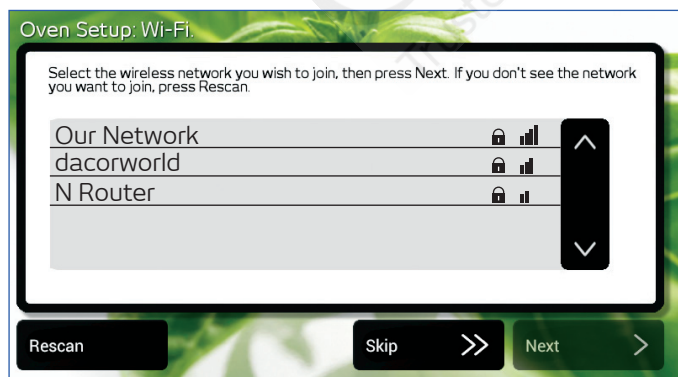 Oven Setup: Wi-Fi.
Select the wireless network you wish to join, then press Next. If you don't see the network
you want to join, press Rescan.
Our Network
dacorworld
N Router
Rescan
Skip
Next